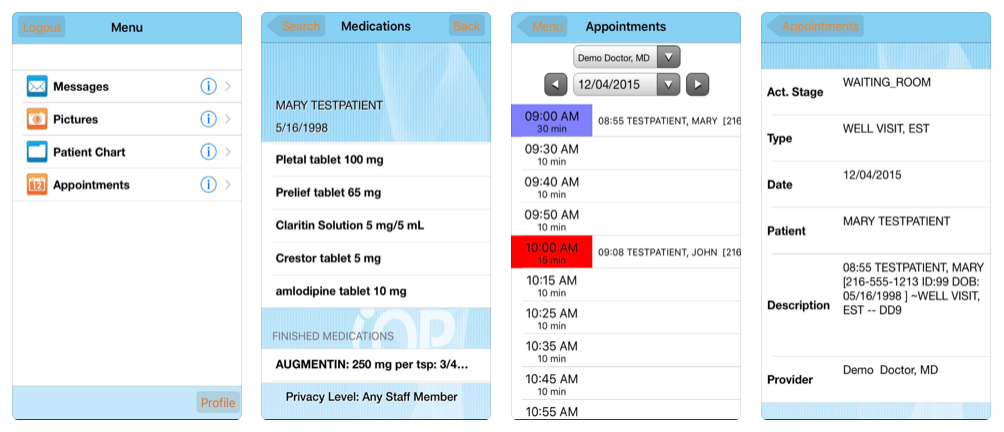 Logout
Menu
Messages
Pictures
Patient Chart
12
Appointments
Profile
Search
Medications
Back
MARY TESTPATIENT
5/16/1998
Pletal tablet 100 mg
Prelief tablet 65 mg
Claritin Solution 5 mg/5 mL
Crestor tablet 5 mg
amlodipine tablet 10 mg
iOP
FINISHED MEDICATIONS
AUGMENTIN: 250 mg per tsp: 3/4...
Privacy Level: Any Staff Member
Menu
Appointments
Demo Doctor, MD
12/04/2015
09:00 AM
30 min
08:55 TESTPATIENT, MARY [216
09:30 AM
10 min
09:40 AM
10 min
09:50 AM
10 min
10:00 AM
15 min
09:08 TESTPATIENT, JOHN [216
10:15 AM
10 min
10:25 AM
10 min
10:35 AM
10 min
10:45 AM
10 min
10:55 AM
Appointments
Act. Stage
WAITING_ROOM
Type
WELL VISIT, EST
Date
12/04/2015
Patient
MARY TESTPATIENT
Description
08:55 TESTPATIENT, MARY
[216-555-1213 ID:99 DOB:
05/16/1998 ] ~WELL VISIT,
EST -- DD9
Provider
Demo Doctor, MD